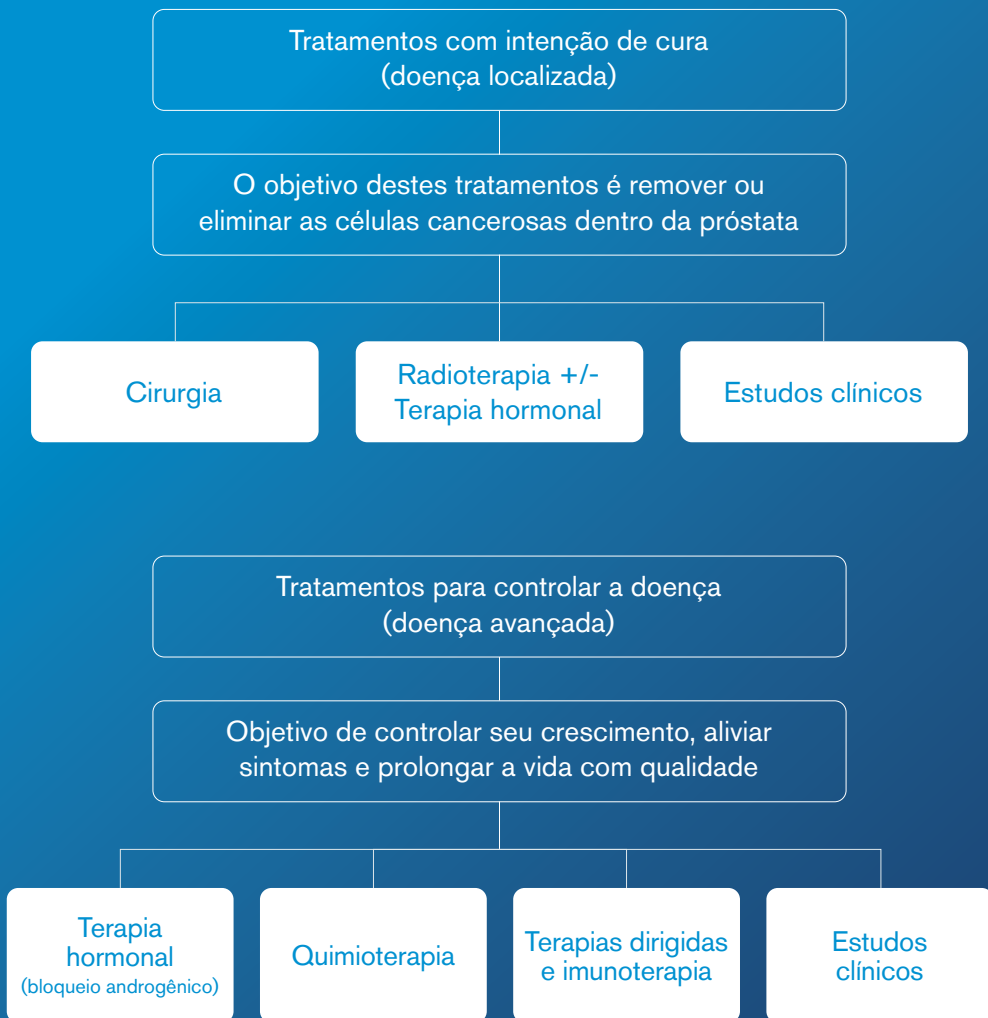 Tratamentos com intenção de cura
(doença localizada)
O objetivo destes tratamentos é remover ou
eliminar as células cancerosas dentro da próstata
Cirurgia
Radioterapia +/-
Terapia hormonal
Estudos clínicos
Tratamentos para controlar a doença
(doença avançada)
Objetivo de controlar seu crescimento, aliviar
sintomas e prolongar a vida com qualidade
Terapia
hormonal
(bloqueio androgênico)
Quimioterapia
Terapias dirigidas
e imunoterapia
Estudos
clínicos